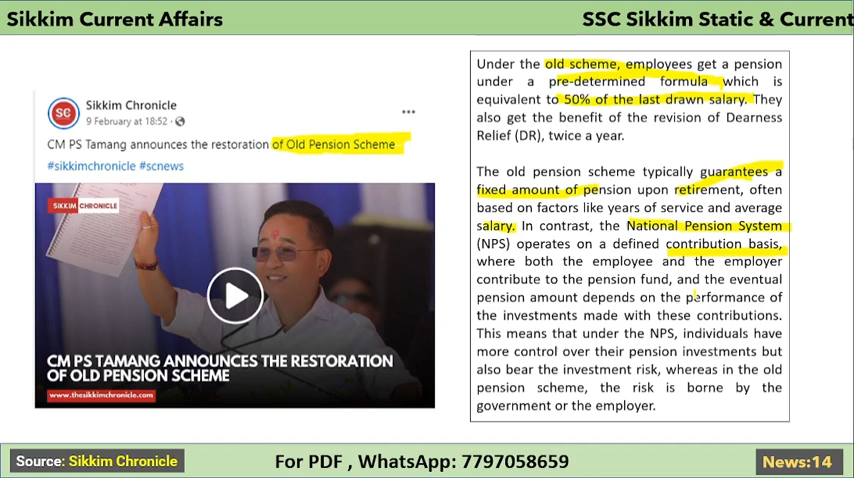 Sikkim Current Affairs
SSC Sikkim Static & Current
SC
Sikkim Chronicle
9 February at 18:52 ·
CM PS Tamang announces the restoration of Old Pension Scheme
#sikkimchronicle #scnews
SIKKIM CHRONICLE
CM PS TAMANG ANNOUNCES THE RESTORATION
OF OLD PENSION SCHEME
www.thesikkimchronicle.com
Under the old scheme, employees get a pension
under a pre-determined formula which is
equivalent to 50% of the last drawn salary. They
also get the benefit of the revision of Dearness
Relief (DR), twice a year.
The old pension scheme typically guarantees a
fixed amount of pension upon retirement, often
based on factors like years of service and average
salary. In contrast, the National Pension System
(NPS) operates on a defined contribution basis,
where both the employee and the employer
contribute to the pension fund, and the eventual
pension amount depends on the performance of
the investments made with these contributions.
This means that under the NPS, individuals have
more control over their pension investments but
also bear the investment risk, whereas in the old
pension scheme, the risk is borne by the
government or the employer.
Source: Sikkim Chronicle
For PDF , WhatsApp: 7797058659
News:14